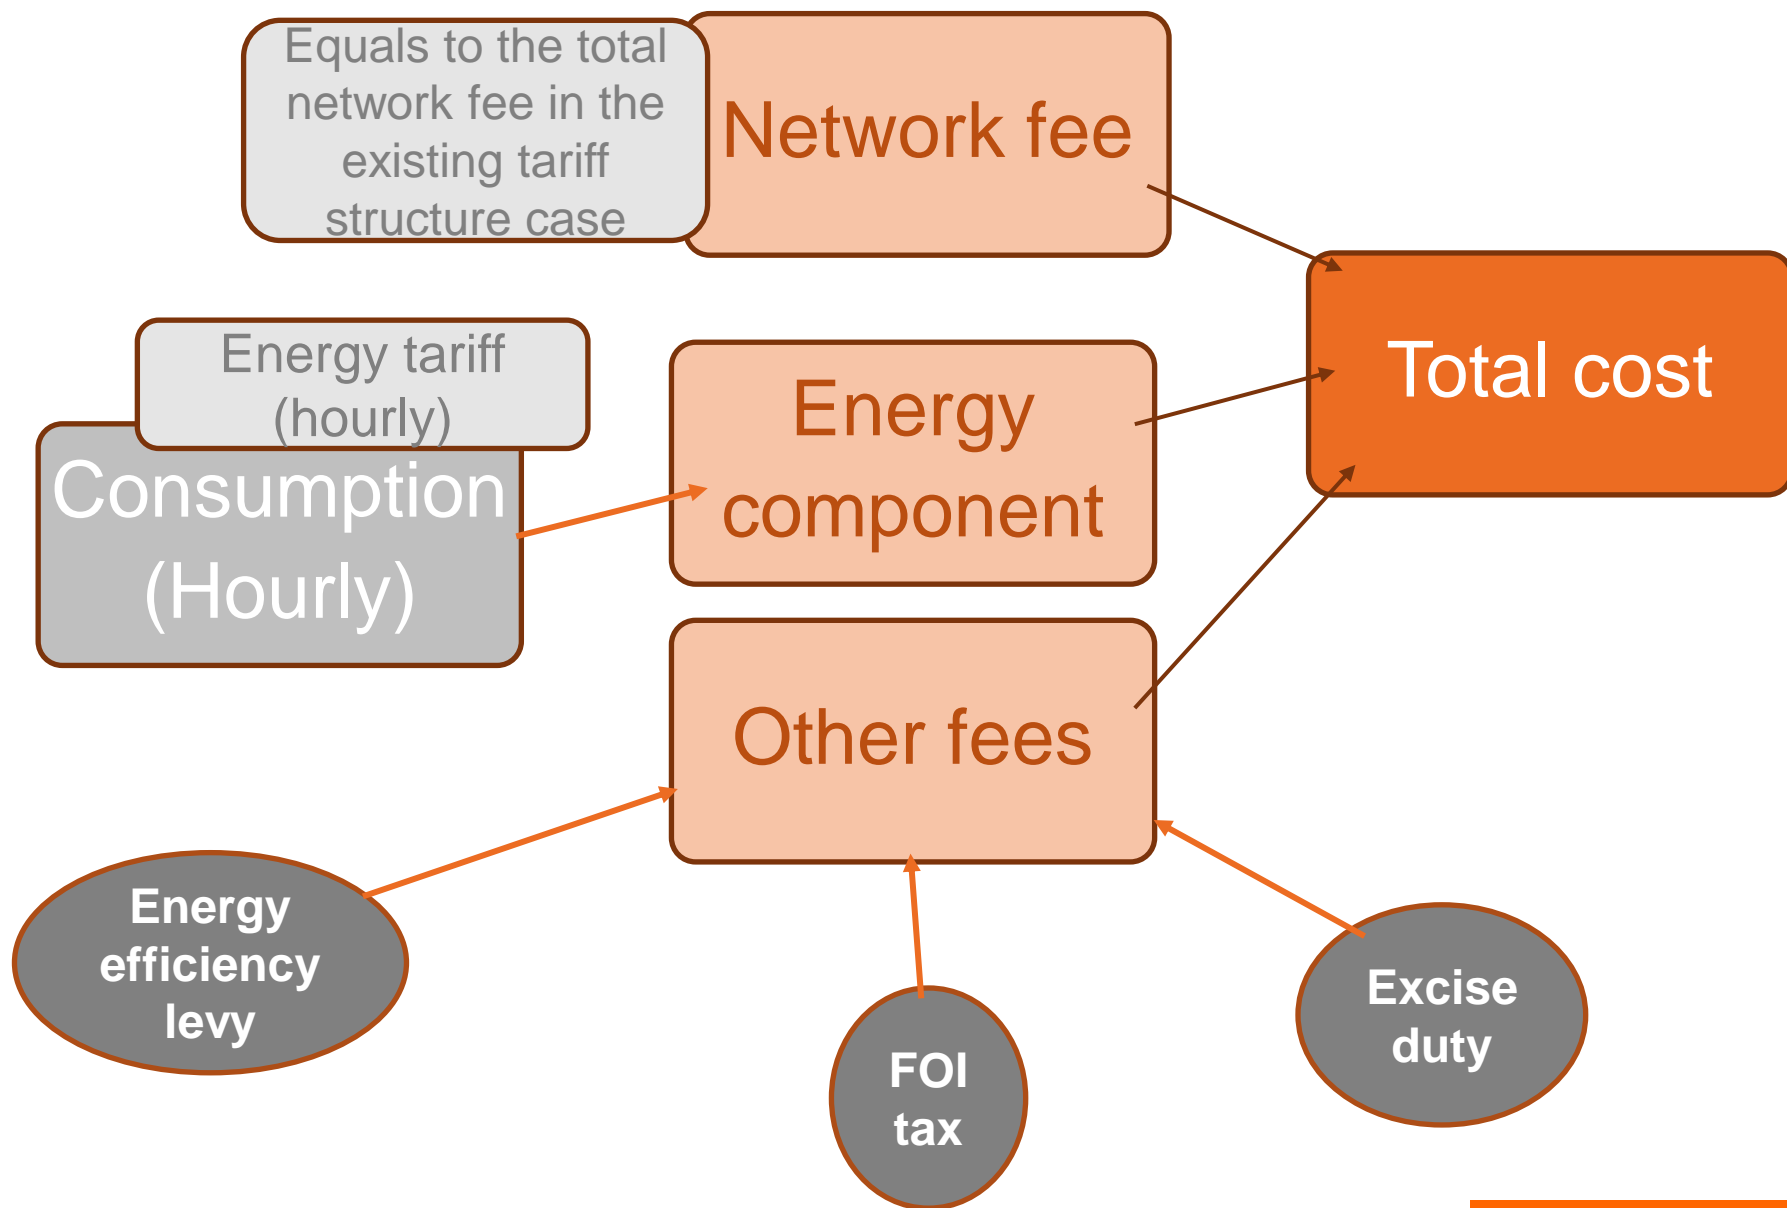 Equals to the total
network fee in the
existing tariff
structure case
Network fee
Energy tariff
(hourly)
Consumption
(Hourly)
Energy
component
Total cost
Other fees
Energy
efficiency
levy
FOI
tax
Excise
duty